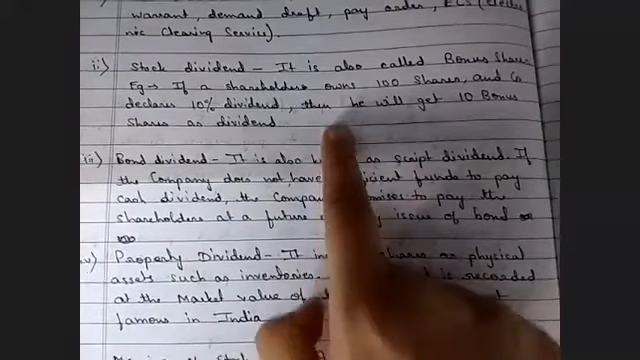 warrant, demand draft, pay order, ECS (Electro
nic Clearing Service).
ii) Stock dividend - It is also called Bonus Share.
Eg - If a shareholders owns 100 shares, and Co
declares 10% dividend, then he will get 10 Bonus
shares as dividend
iii) Bond dividend - It is also as script dividend. If
the Company does not have funds to pay
cash dividend, the to pay the
shareholders at a future issue of bond
iv) Property Dividend - It shares or physical
assets such as inventories. is recorded
at the Market value of
famous in India